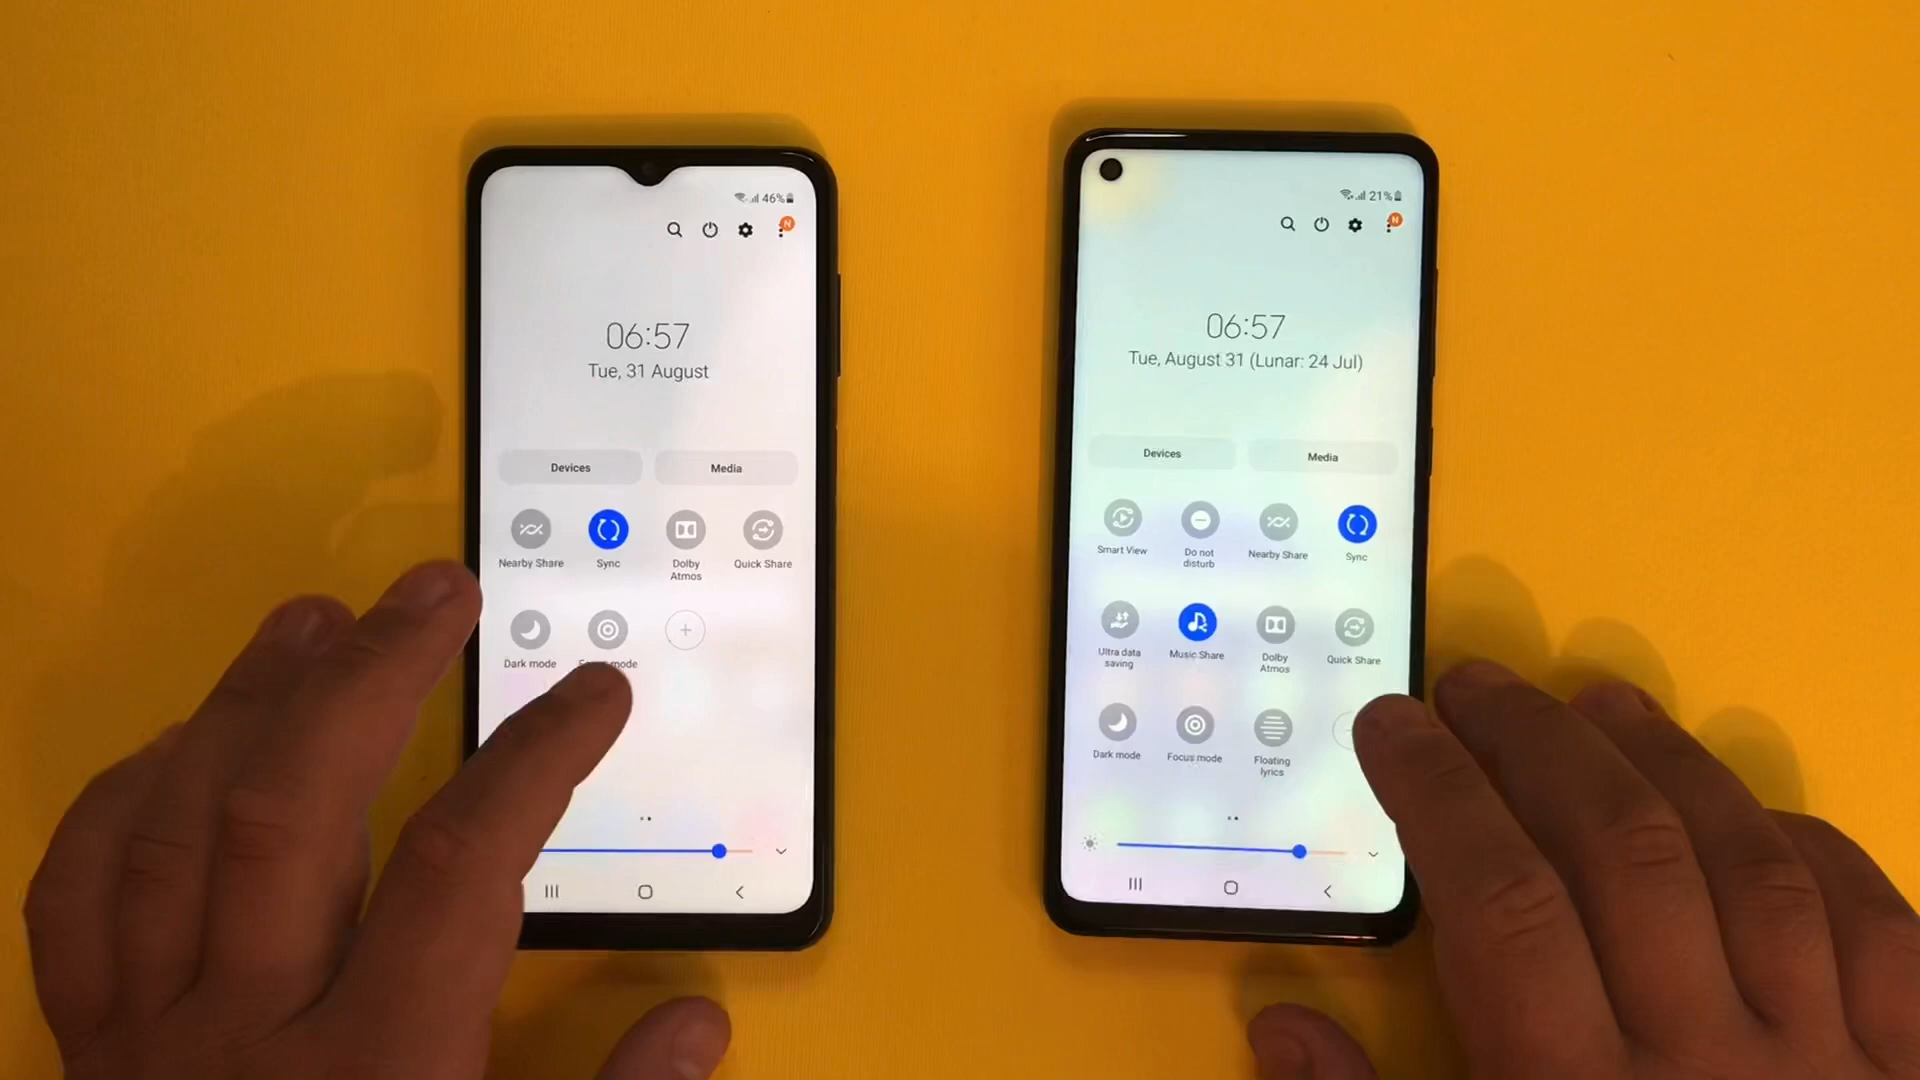 46%
N
06:57
Tue, 31 August
Devices
Media
Nearby Share
Sync
Dolby
Atmos
Quick Share
Dark mode
mode
21%
N
06:57
Tue, August 31 (Lunar: 24 Jul)
Devices
Media
Smart View
Do not
disturb
Nearby Share
Sync
Ultra data
saving
Music Share
Dolby
Atmos
Quick Share
Dark mode
Focus mode
Floating
lyrics